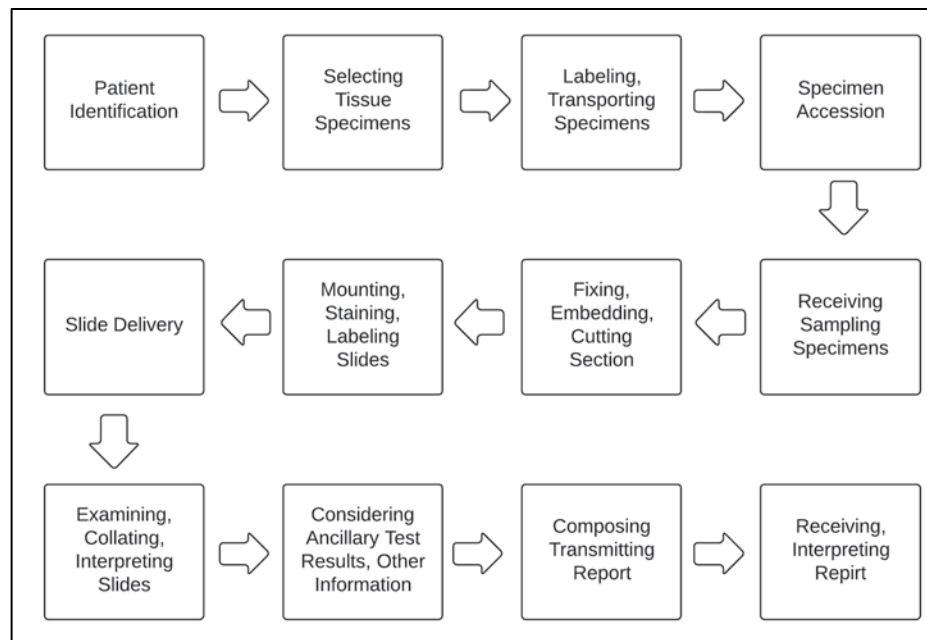 Patient
Identification
Selecting
Tissue
Specimens
Labeling,
Transporting
Specimens
Specimen
Accession
Receiving
Sampling
Specimens
Fixing,
Embedding,
Cutting
Section
Mounting,
Staining,
Labeling
Slides
Slide Delivery
Examining,
Collating,
Interpreting
Slides
Considering
Ancillary Test
Results, Other
Information
Composing
Transmitting
Report
Receiving,
Interpreting
Repirt